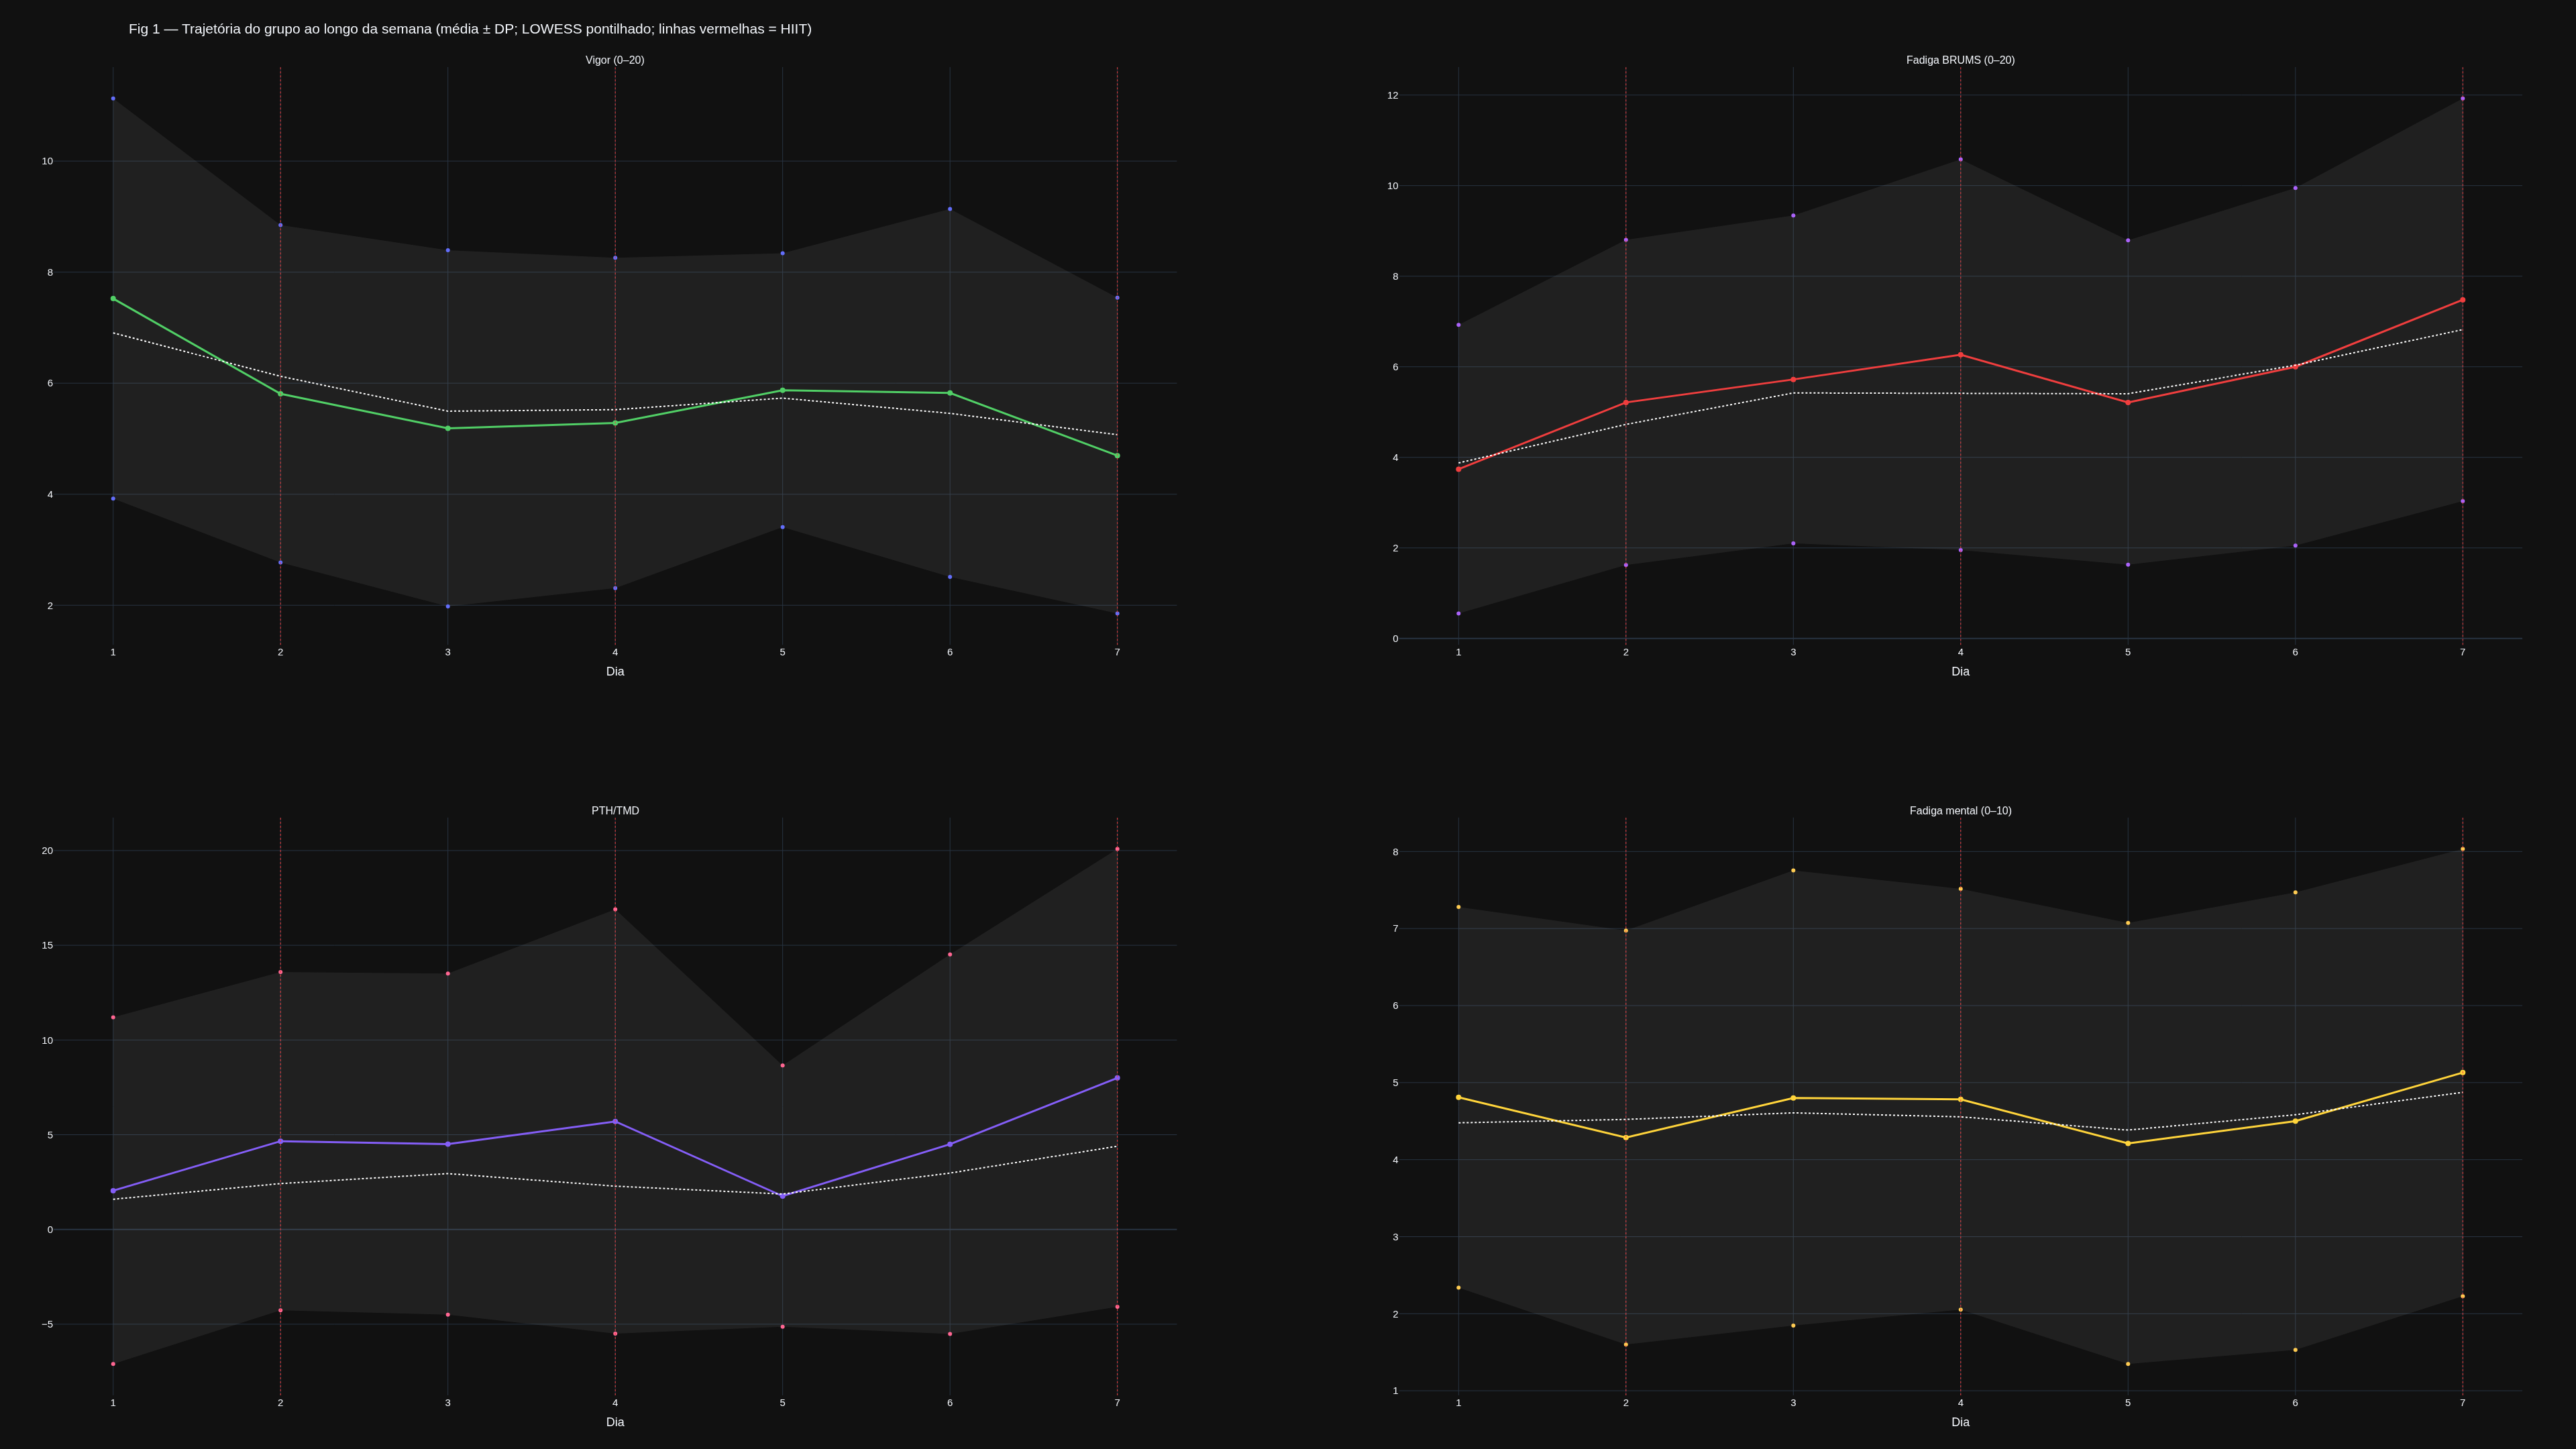 Fig 1 — Trajetória do grupo ao longo da semana (média ± DP; LOWESS pontilhado; linhas vermelhas = HIIT)
Vigor (0–20)
10
8
6
4
2
1 2 3 4 5 6 7
Dia
Fadiga BRUMS (0–20)
12
10
8
6
4
2
0
1 2 3 4 5 6 7
Dia
PTH/TMD
20
15
10
5
0
−5
1 2 3 4 5 6 7
Dia
Fadiga mental (0–10)
8
7
6
5
4
3
2
1
1 2 3 4 5 6 7
Dia